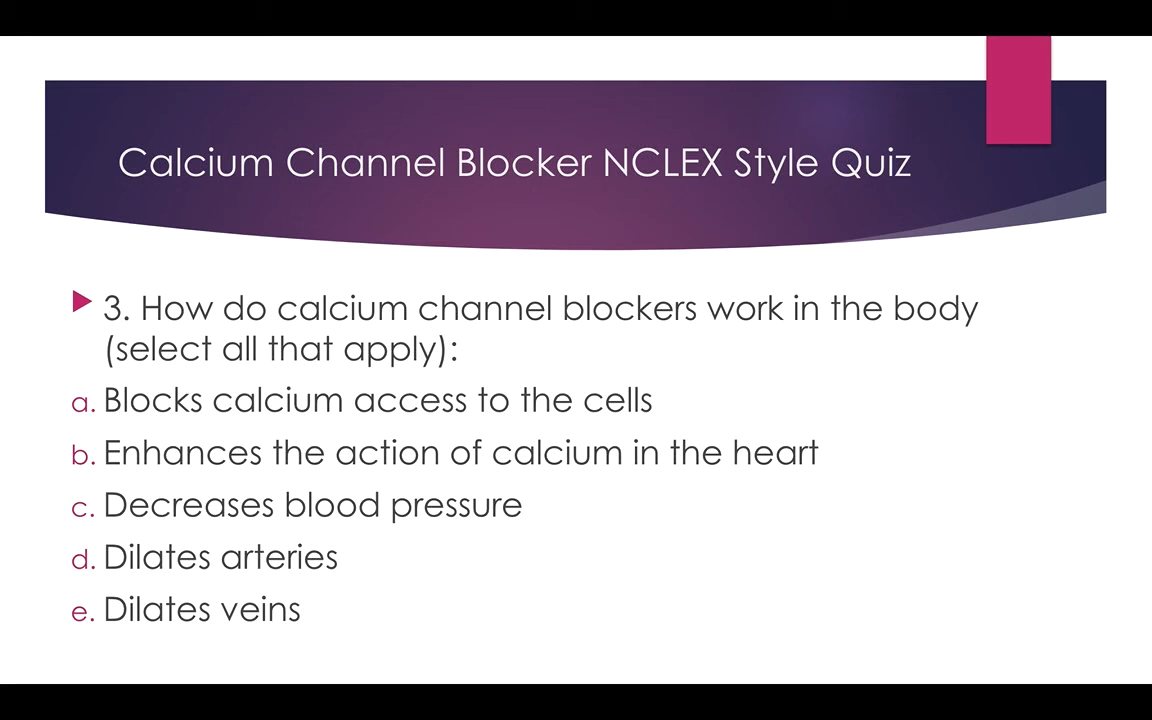 Calcium Channel Blocker NCLEX Style Quiz
3. How do calcium channel blockers work in the body
(select all that apply):
a. Blocks calcium access to the cells
b. Enhances the action of calcium in the heart
c. Decreases blood pressure
d. Dilates arteries
e. Dilates veins